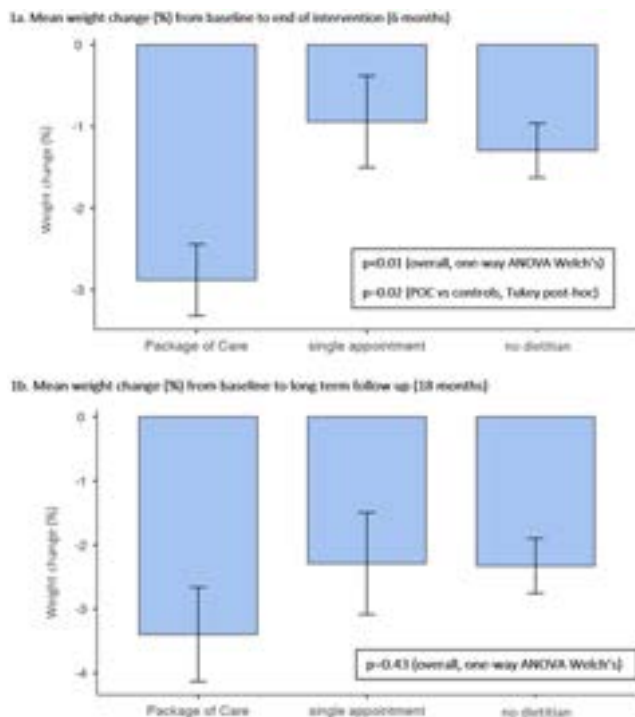 1a. Mean weight change (%) from baseline to end of intervention (6 months)
0
-1
-2
-3
Weight change (%)
p=0.01 (overall, one-way ANOVA Welch's)
p=0.02 (POC vs controls, Tukey post-hoc)
Package of Care
single appointment
no dietitian
1b. Mean weight change (%) from baseline to long term follow up (18 months)
0
-1
-2
-3
-4
Weight change (%)
p=0.43 (overall, one-way ANOVA Welch's)
Package of Care
single appointment
no dietitian